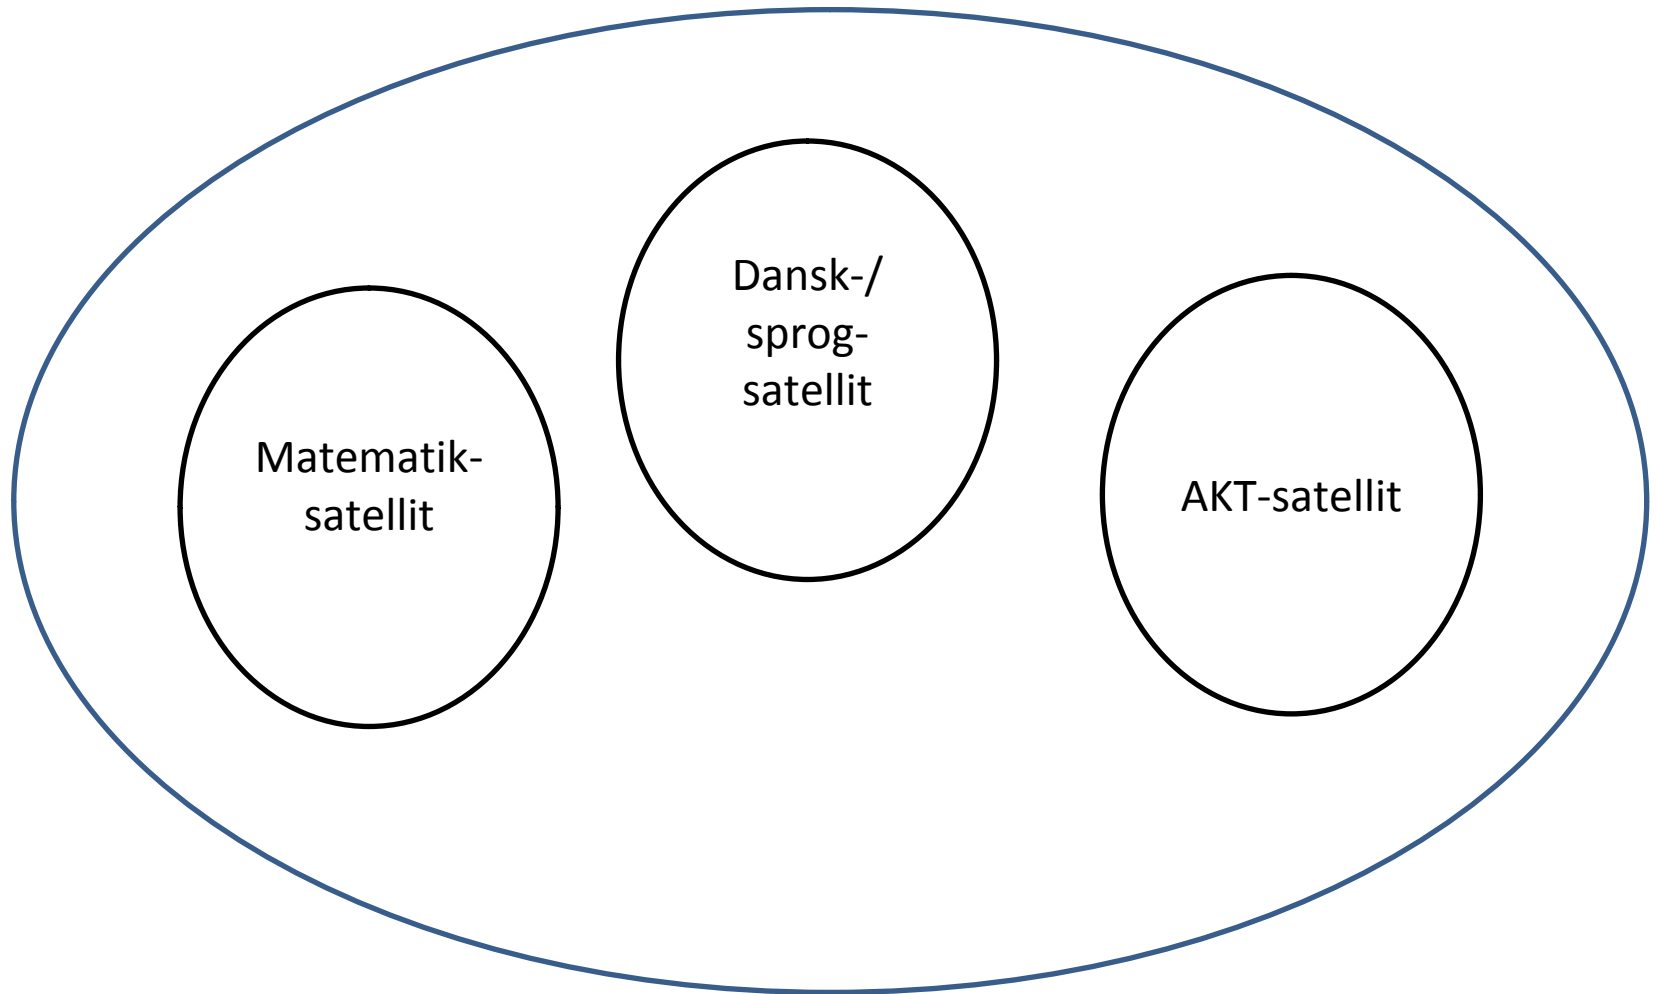 Dansk-/
sprog-
satellit
Matematik-
satellit
AKT-satellit